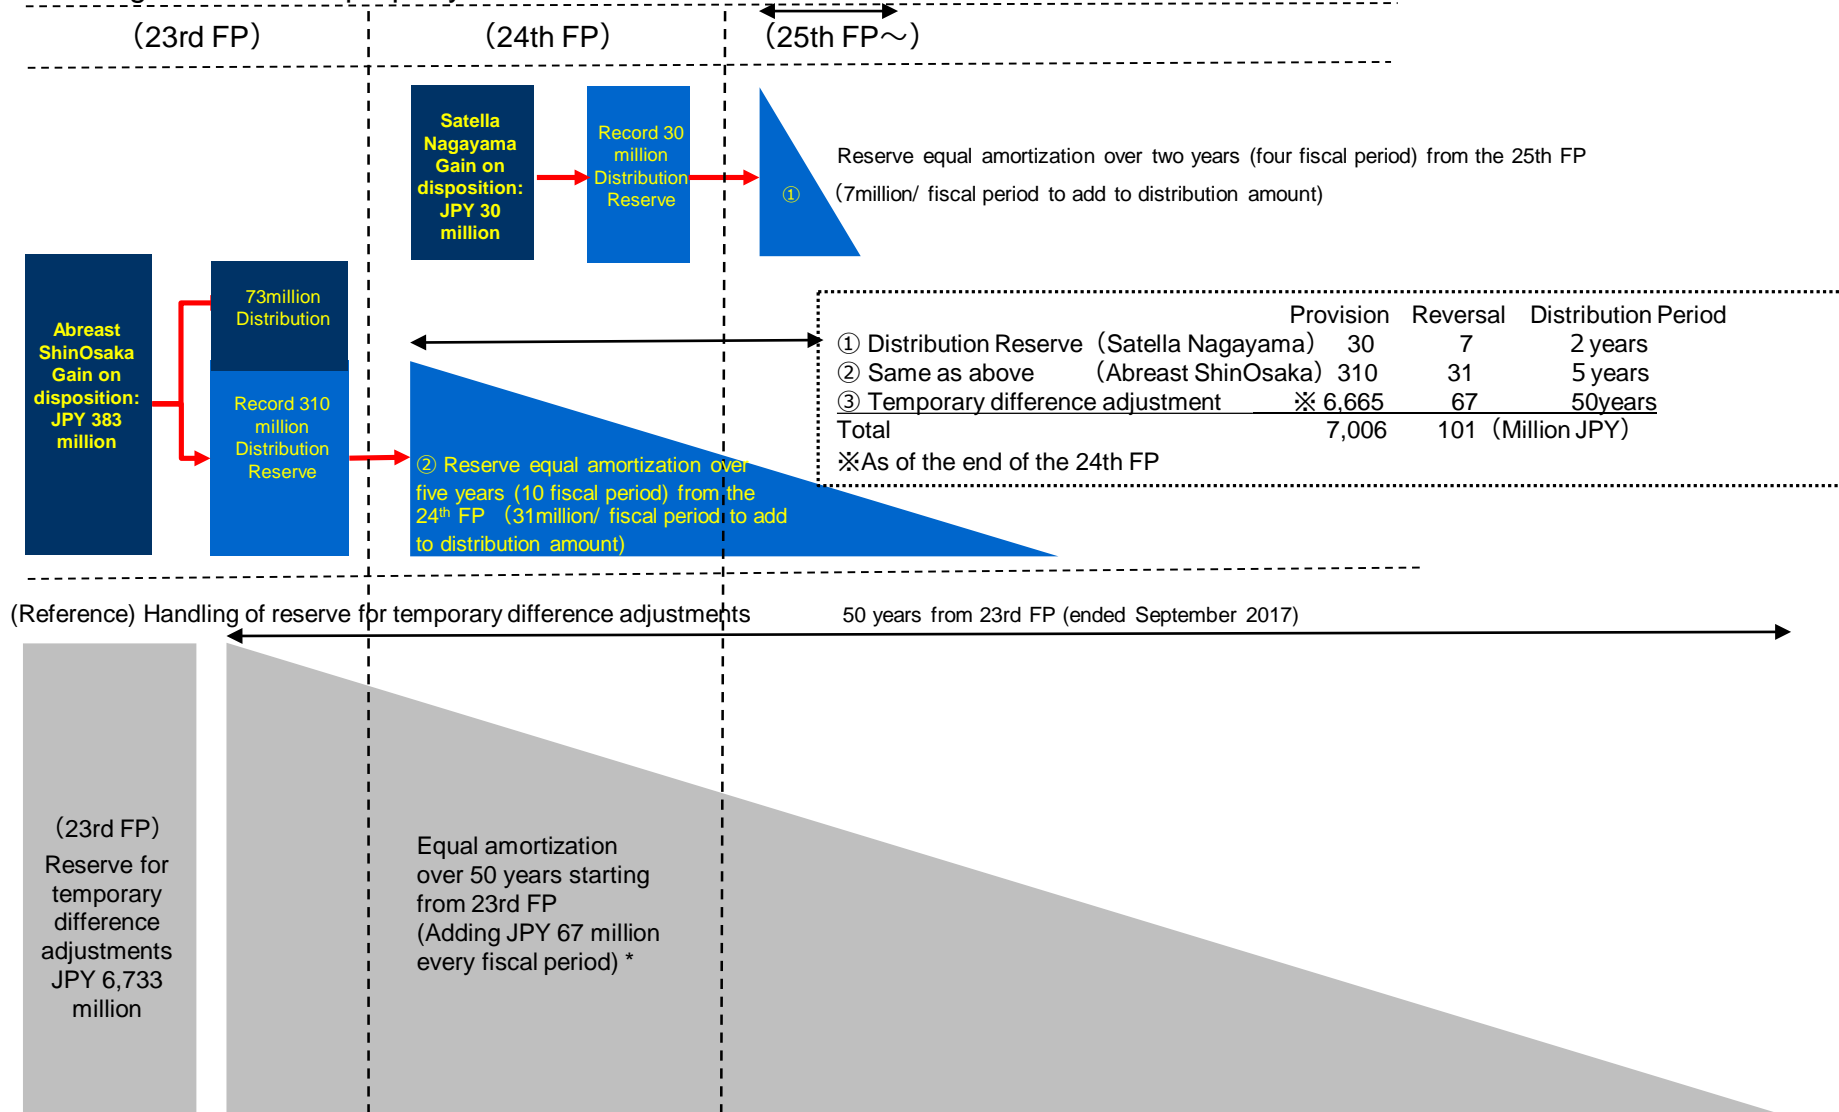 (23rd FP)
(24th FP)
(25th FP～)
Satella
Nagayama
Gain on
disposition:
JPY 30
million
Record 30
million
Distribution
Reserve
①
Reserve equal amortization over two years (four fiscal period) from the 25th FP
(7million/ fiscal period to add to distribution amount)
Abreast
ShinOsaka
Gain on
disposition:
JPY 383
million
73million
Distribution
Record 310
million
Distribution
Reserve
② Reserve equal amortization over
five years (10 fiscal period) from the
24th FP (31million/ fiscal period to add
to distribution amount)
Provision Reversal Distribution Period
① Distribution Reserve (Satella Nagayama) 30 7 2 years
② Same as above (Abreast ShinOsaka) 310 31 5 years
③ Temporary difference adjustment ※ 6,665 67 50years
Total 7,006 101 (Million JPY)
※As of the end of the 24th FP
(Reference) Handling of reserve for temporary difference adjustments 50 years from 23rd FP (ended September 2017)
(23rd FP)
Reserve for
temporary
difference
adjustments
JPY 6,733
million
Equal amortization
over 50 years starting
from 23rd FP
(Adding JPY 67 million
every fiscal period) *